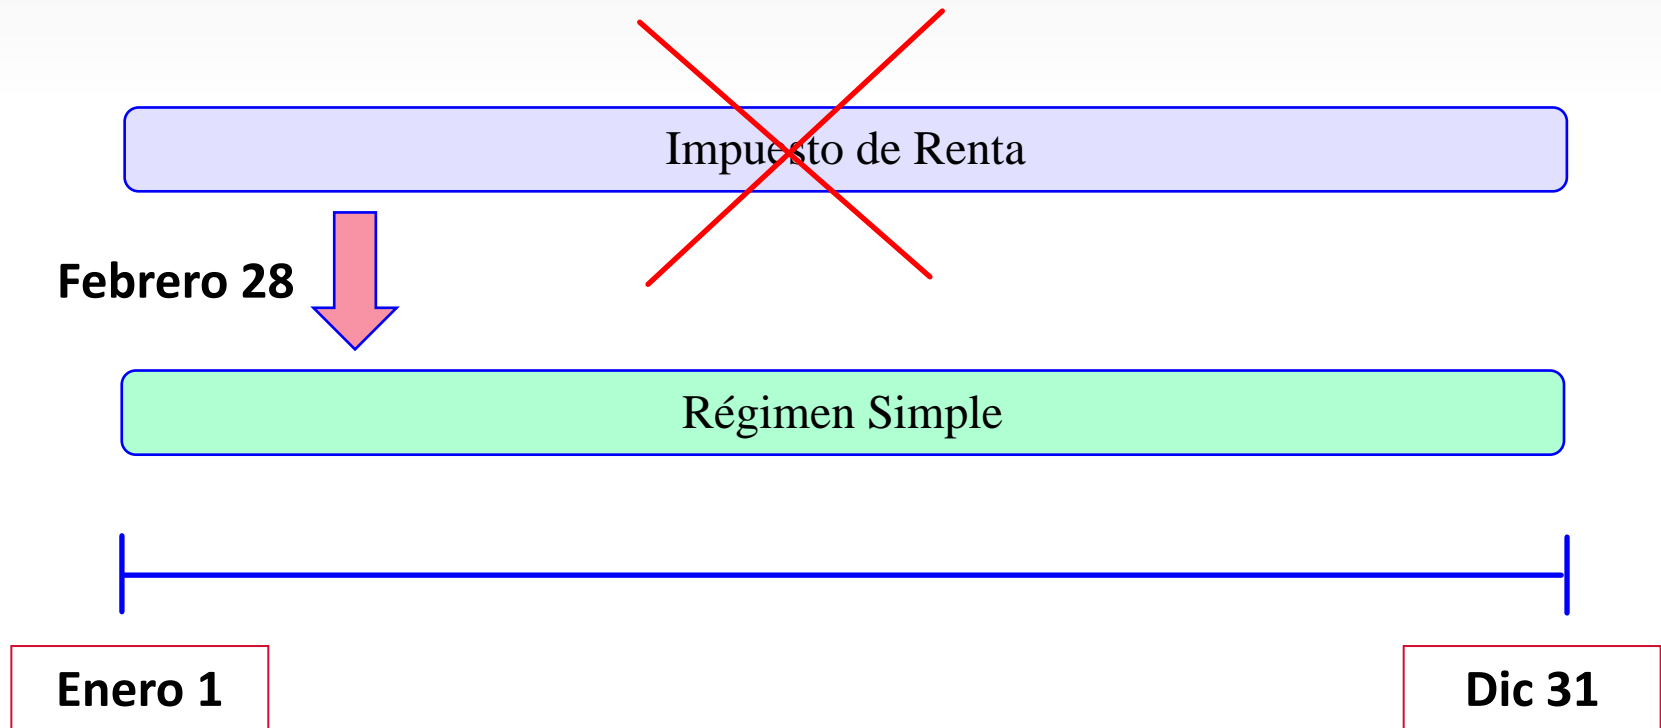 Impuesto de Renta
Febrero 28
Régimen Simple
Enero 1
Dic 31